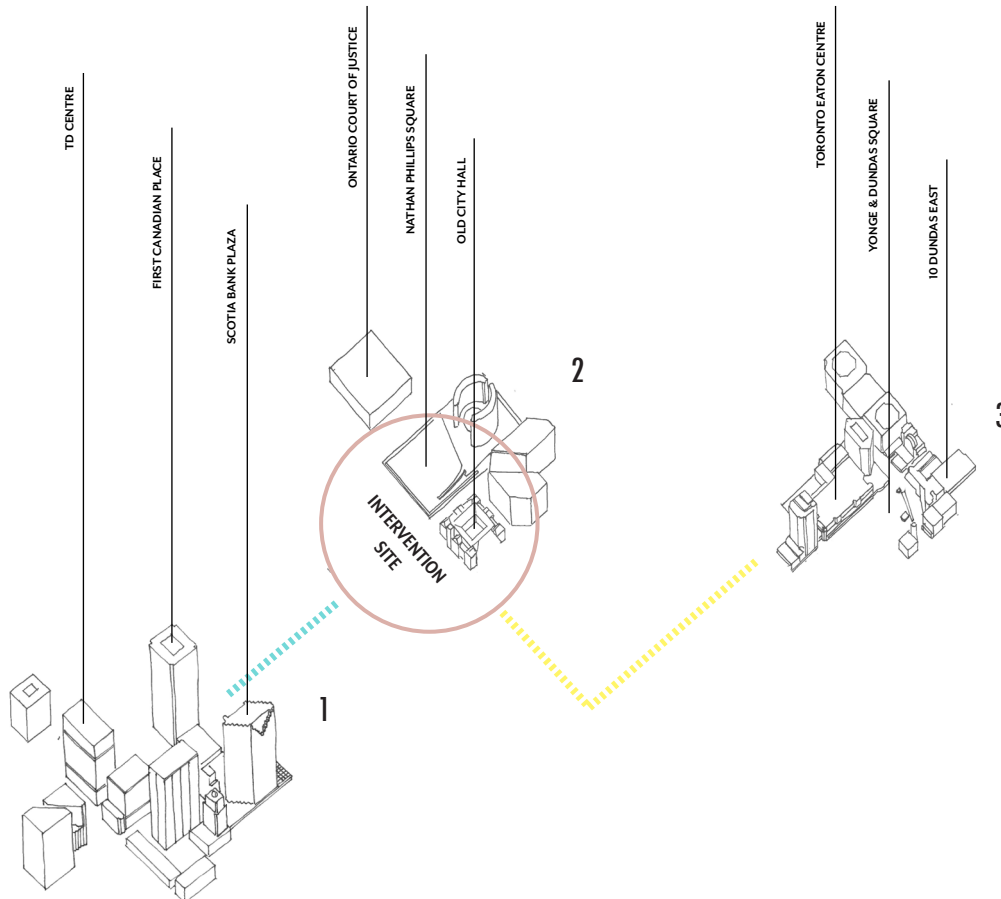 TD CENTRE
FIRST CANADIAN PLACE
SCOTIA BANK PLAZA
ONTARIO COURT OF JUSTICE
NATHAN PHILLIPS SQUARE
OLD CITY HALL
TORONTO EATON CENTRE
YONGE & DUNDAS SQUARE
10 DUNDAS EAST
2
3
INTERVENTION
SITE
1